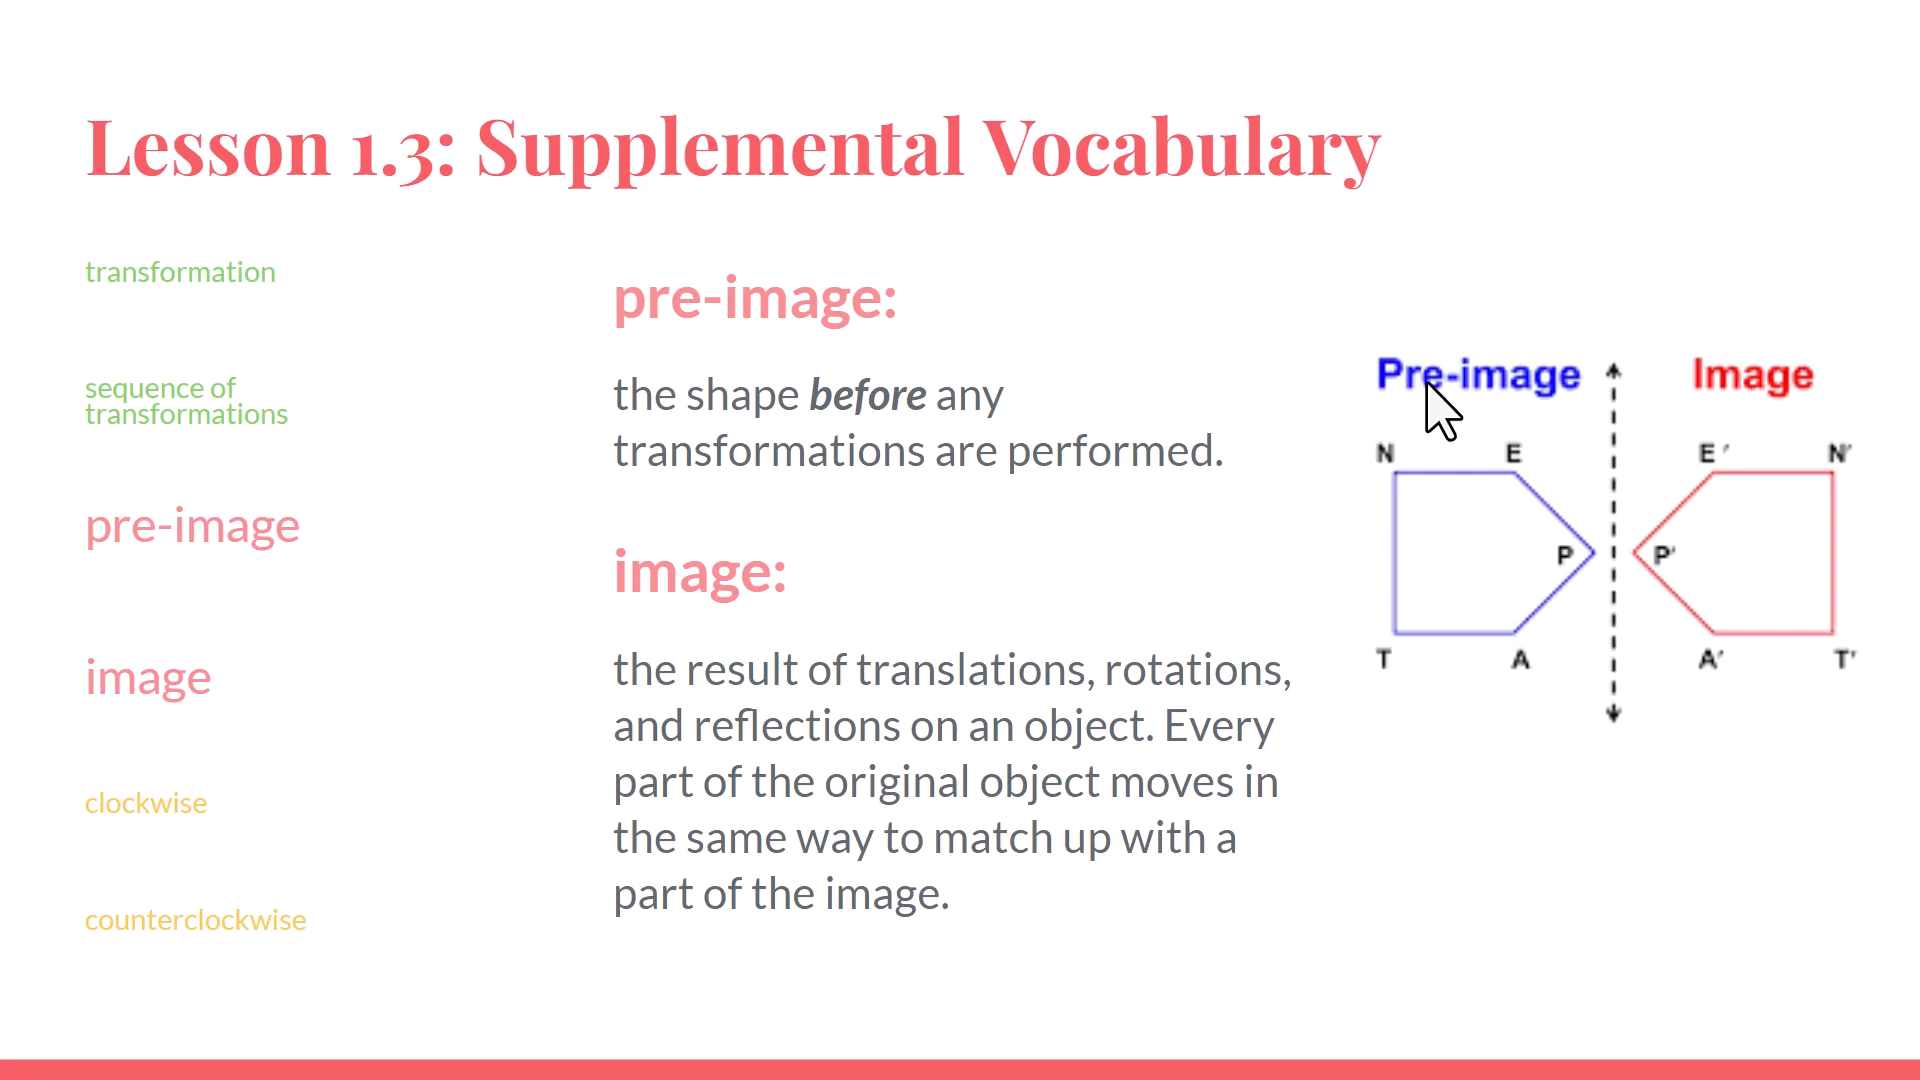 Lesson 1.3: Supplemental Vocabulary
transformation
sequence of
transformations
pre-image
image
clockwise
counterclockwise
pre-image:
the shape before any
transformations are performed.
image:
the result of translations, rotations,
and reflections on an object. Every
part of the original object moves in
the same way to match up with a
part of the image.
Pre-image
Image
N
E
E′
N′
P
P′
T
A
A′
T′